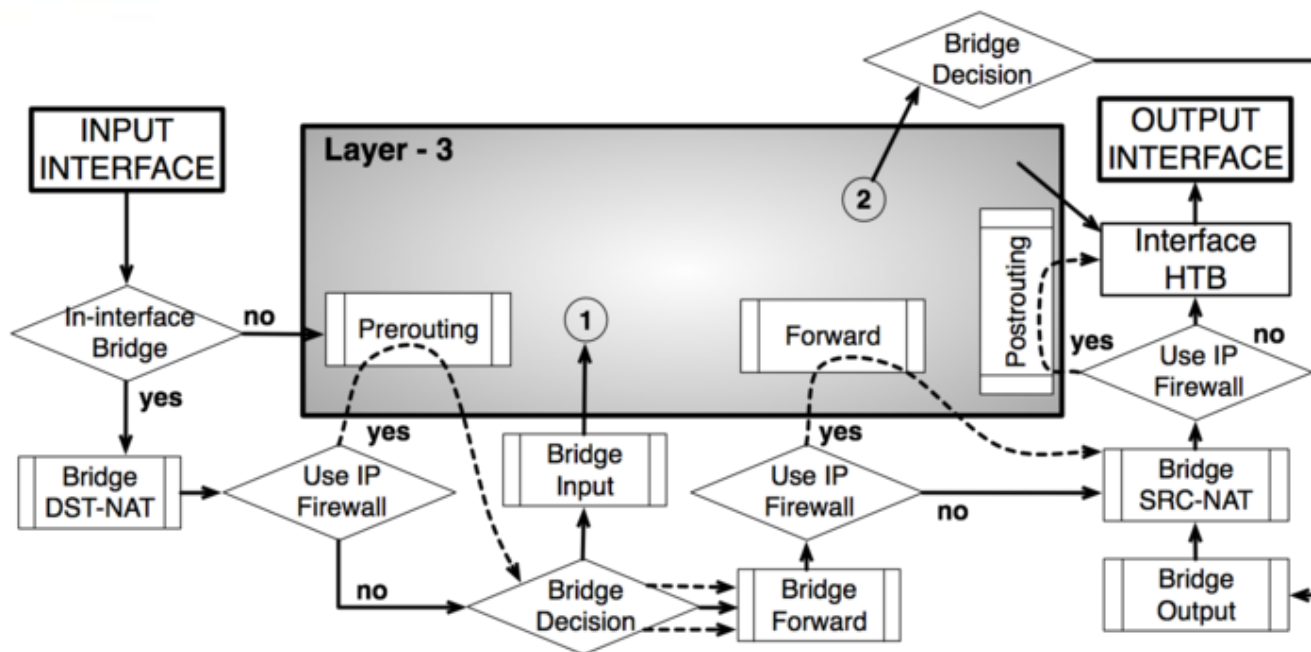 Bridge
Decision
INPUT
INTERFACE
Layer - 3
OUTPUT
INTERFACE
2
Interface
HTB
Postrouting
In-interface
Bridge
no
Prerouting
1
Forward
yes
no
Use IP
Firewall
yes
Bridge
DST-NAT
Use IP
Firewall
yes
Bridge
Input
Use IP
Firewall
yes
no
Bridge
SRC-NAT
no
Bridge
Decision
Bridge
Forward
Bridge
Output